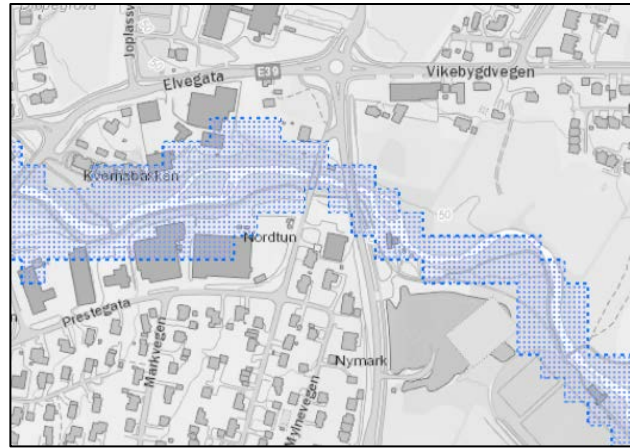 Joplassv
Elvegata
E39
Vikebygdvegen
Kvernabakken
50
Nordtun
Prestegata
Markvegen
Mylnevegen
Nymark